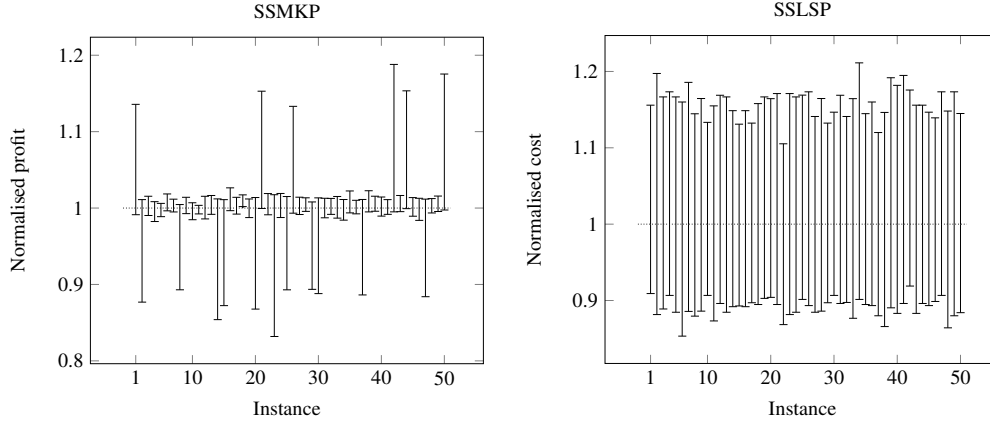 SSMKP
1.2
1.1
1
0.9
0.8
Normalised profit
1 10 20 30 40 50
Instance
SSLSP
1.2
1.1
1
0.9
Normalised cost
1 10 20 30 40 50
Instance